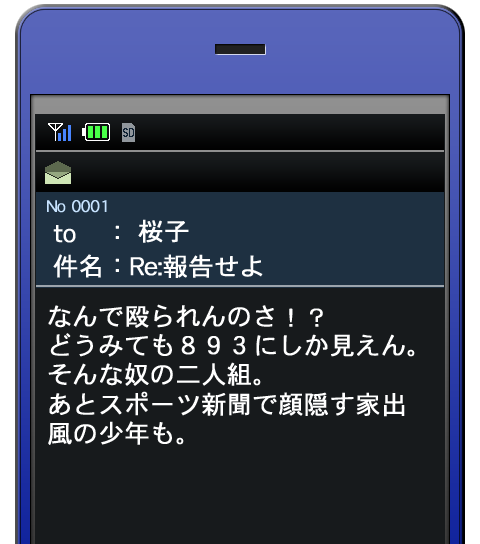 SD
No 0001
to ： 桜子
件名：Re:報告せよ
なんで殴られんのさ！？
どうみても８９３にしか見えん。
そんな奴の二人組。
あとスポーツ新聞で顔隠す家出
風の少年も。